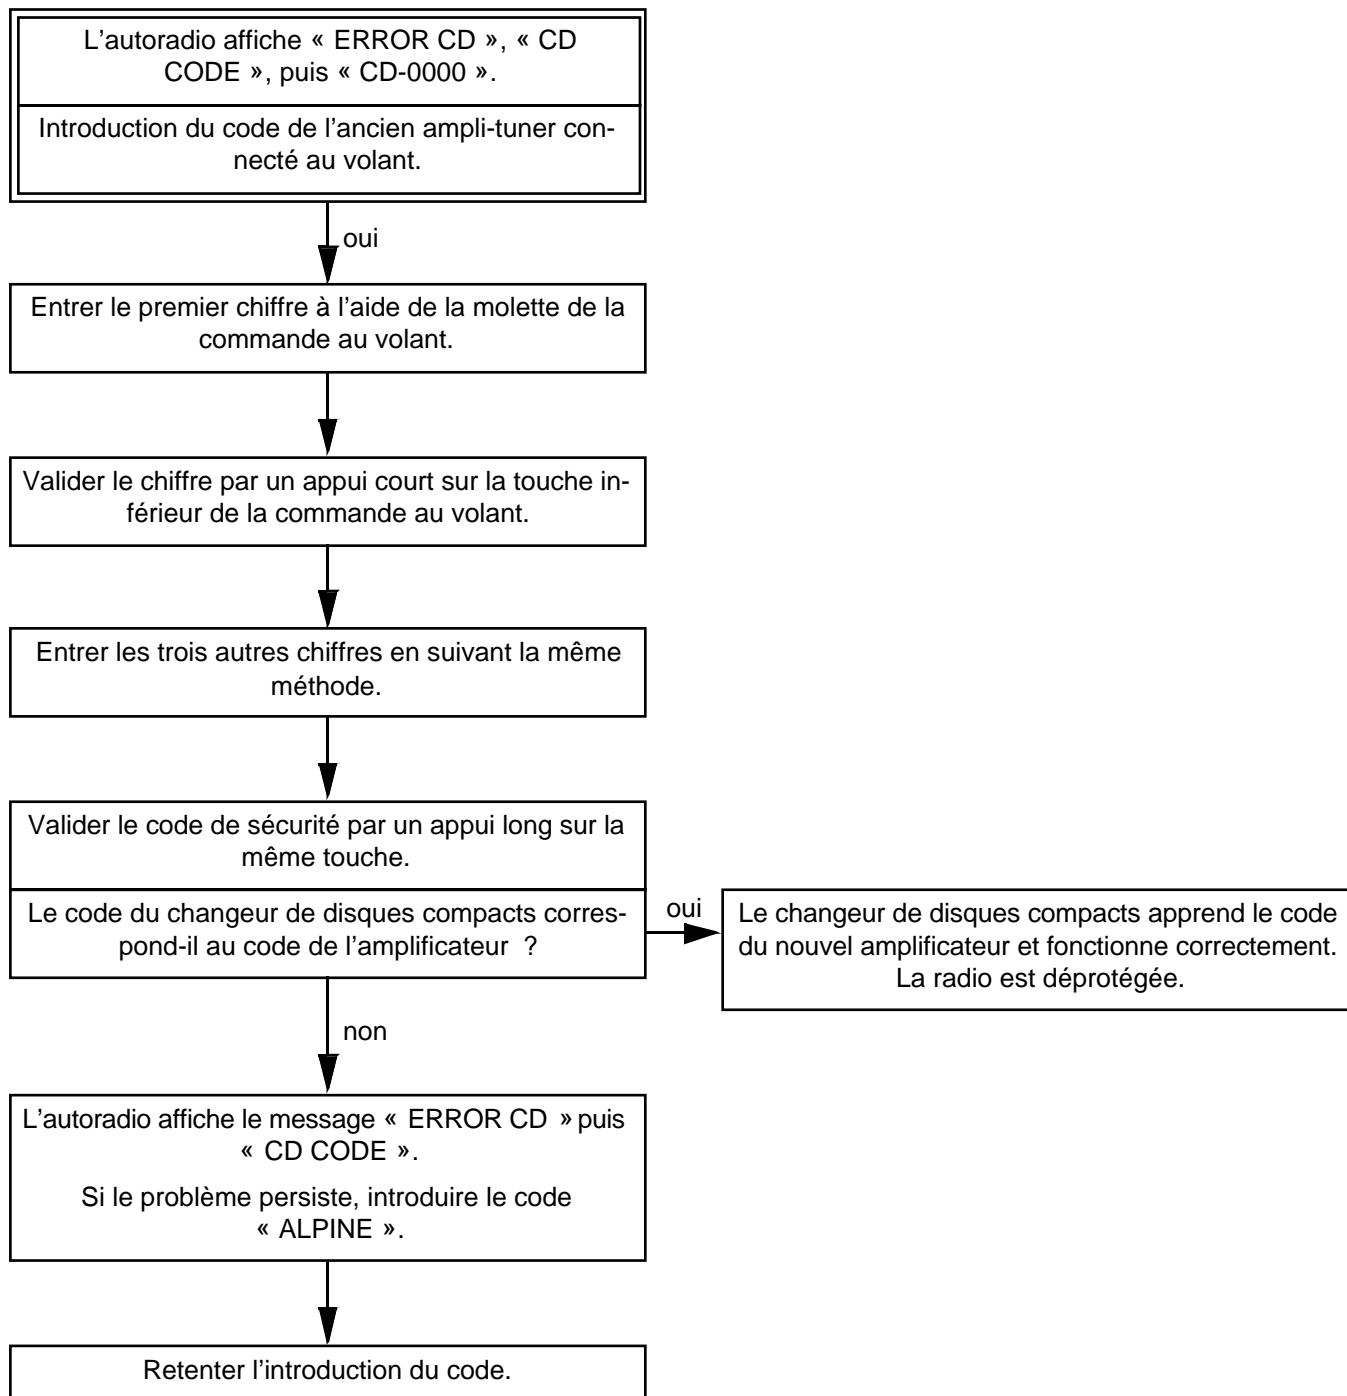 L’autoradio affiche « ERROR CD », « CD
CODE », puis « CD-0000 ».
Introduction du code de l’ancien ampli-tuner con-
necté au volant.
oui
Entrer le premier chiffre à l’aide de la molette de la
commande au volant.
Valider le chiffre par un appui court sur la touche in-
férieur de la commande au volant.
Entrer les trois autres chiffres en suivant la même
méthode.
Valider le code de sécurité par un appui long sur la
même touche.
Le code du changeur de disques compacts corres-
pond-il au code de l’amplificateur ?
oui
Le changeur de disques compacts apprend le code
du nouvel amplificateur et fonctionne correctement.
La radio est déprotégée.
non
L’autoradio affiche le message « ERROR CD » puis
« CD CODE ».
Si le problème persiste, introduire le code
« ALPINE ».
Retenter l’introduction du code.